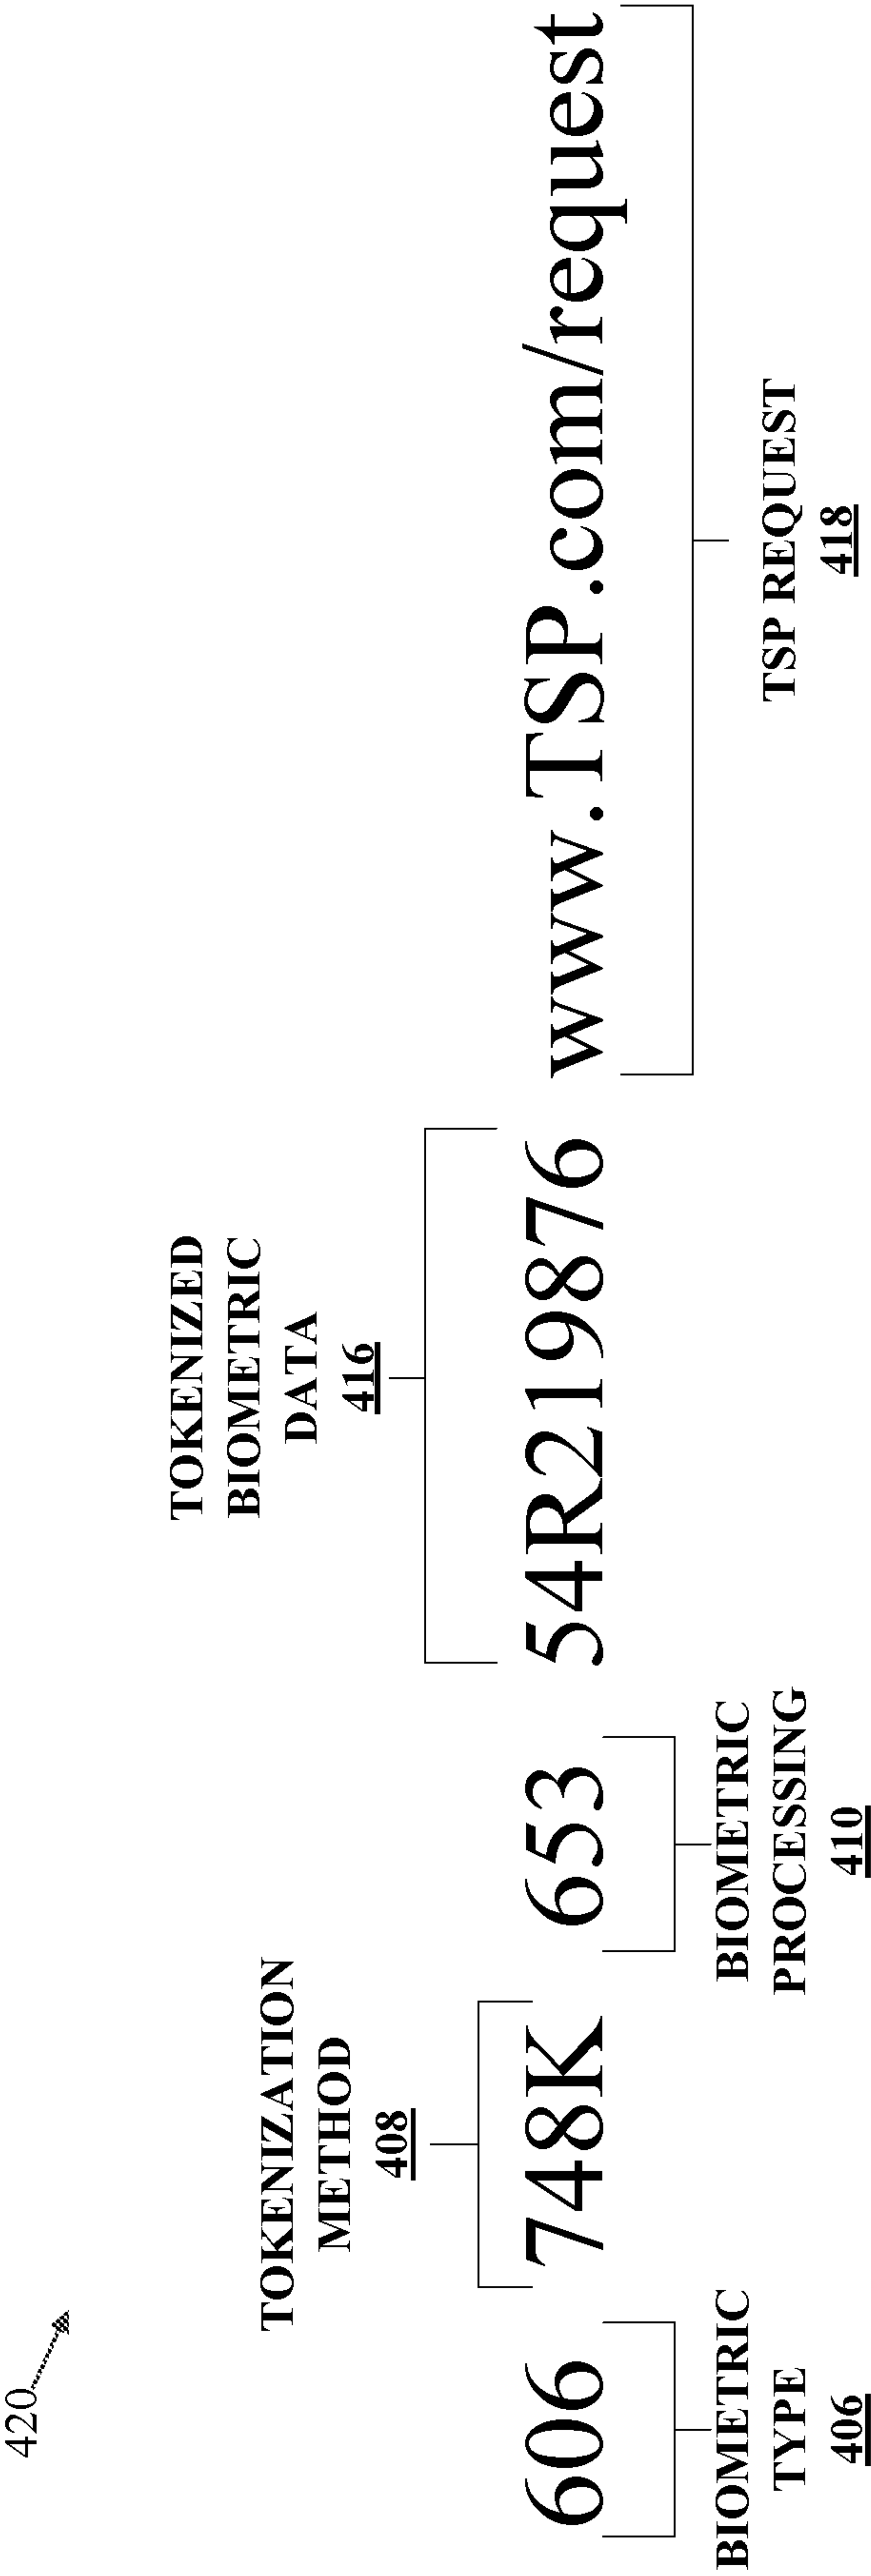 420
TOKENIZATION
METHOD
408
TOKENIZED
BIOMETRIC
DATA
416
606 748K 653 54R219876 www.TSP.com/request
BIOMETRIC
TYPE
406
BIOMETRIC
PROCESSING
410
TSP REQUEST
418